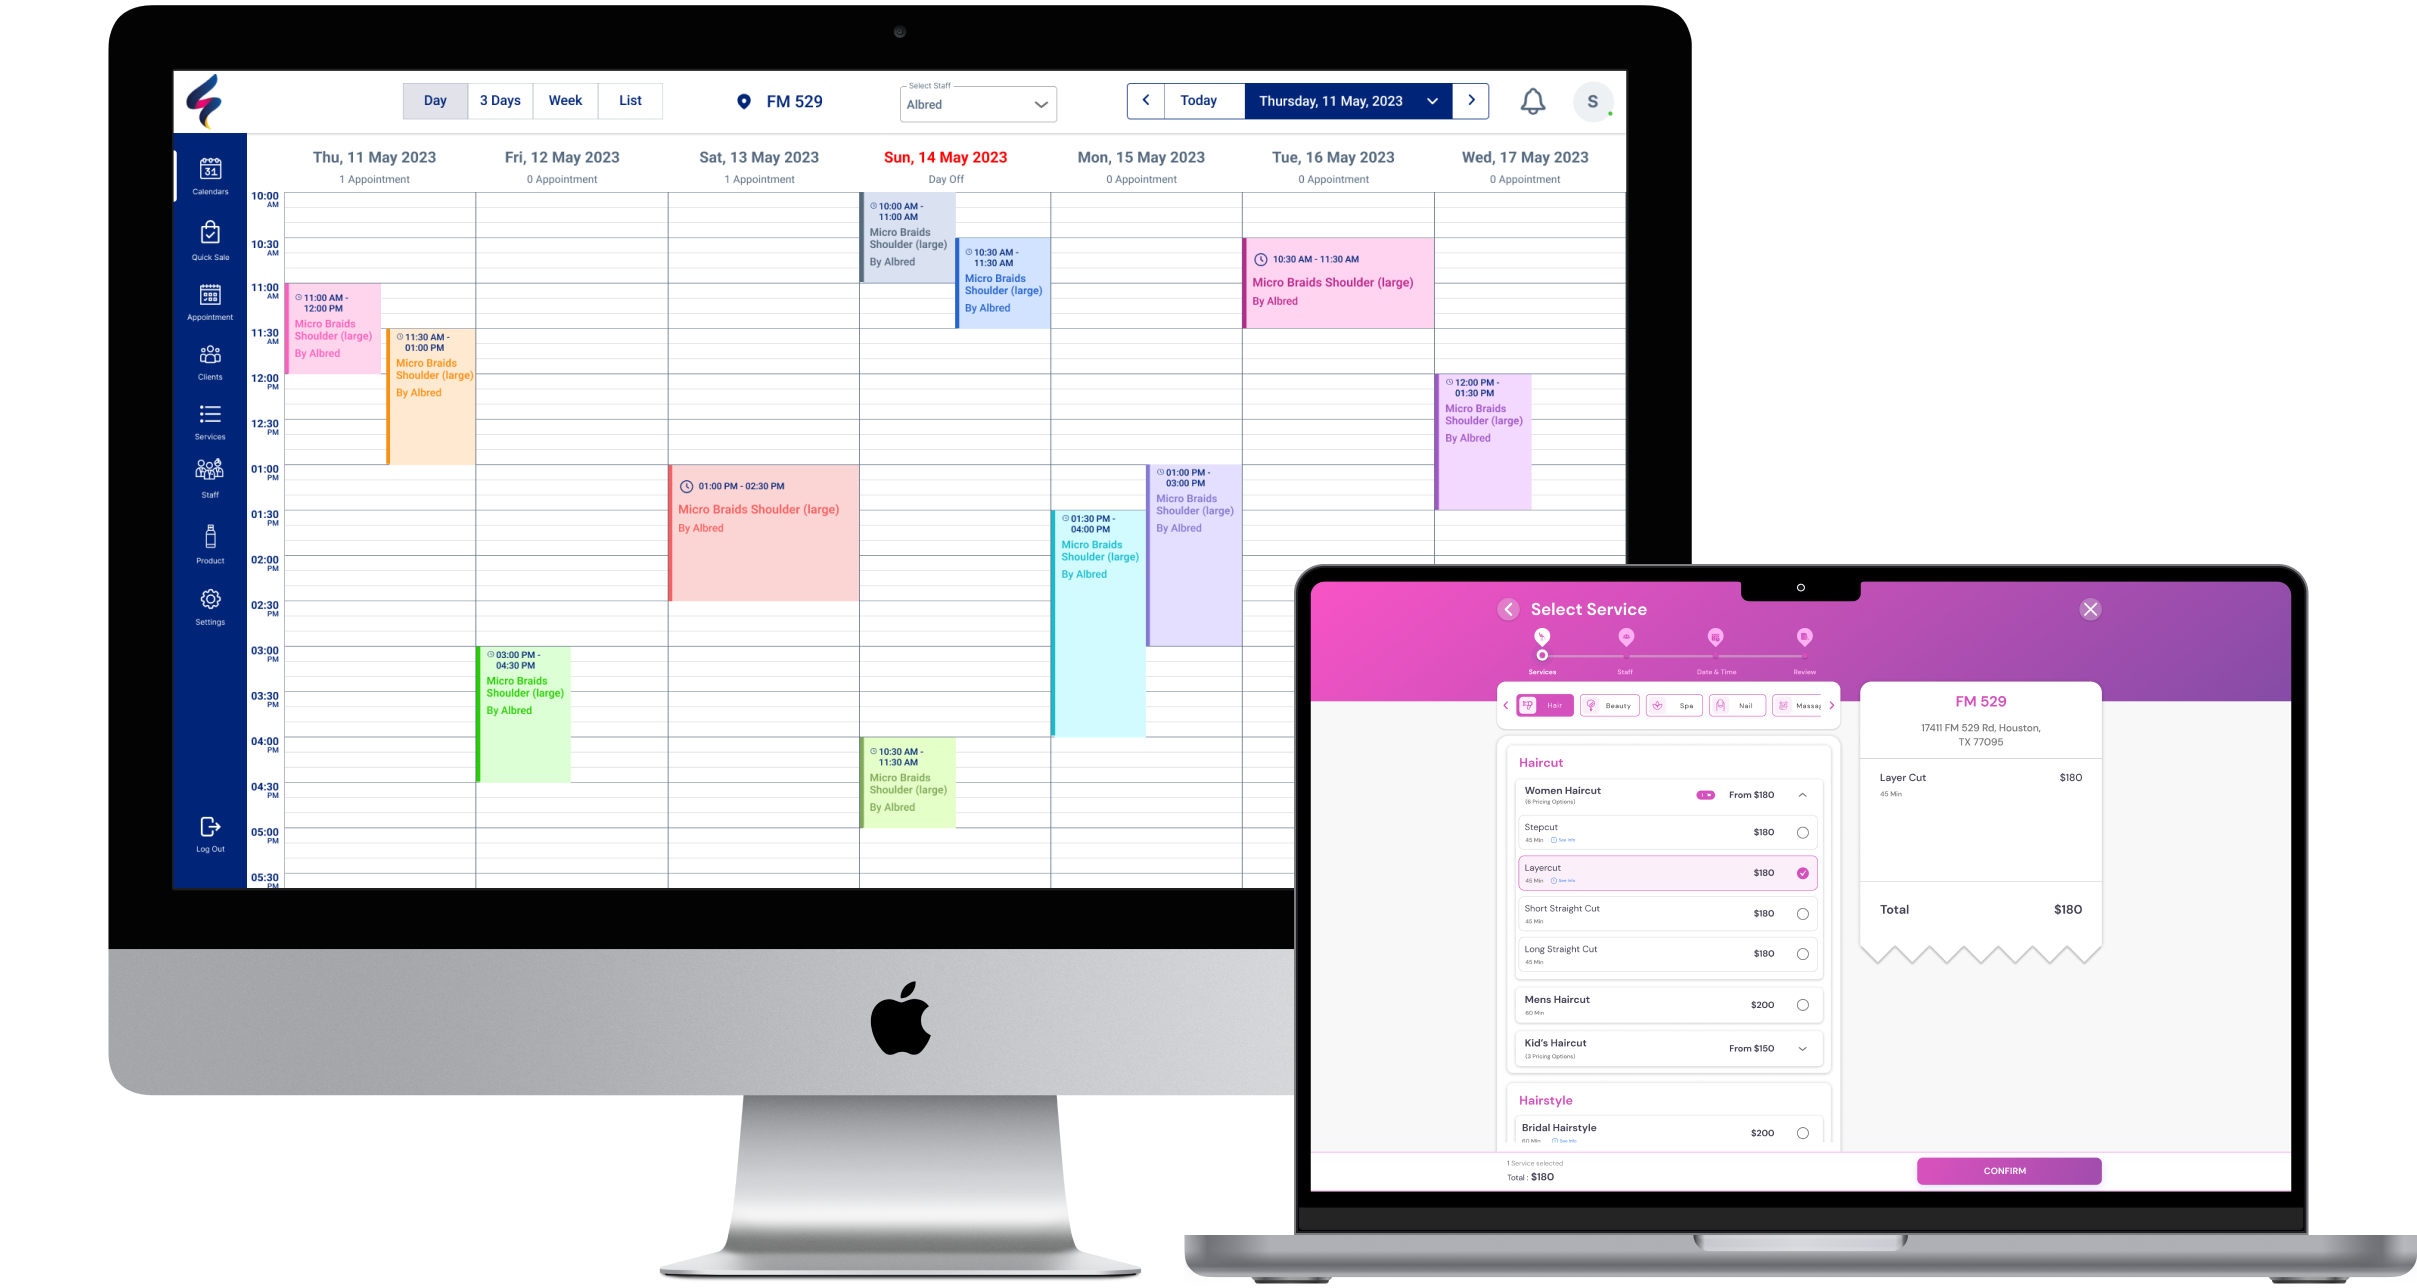 Day
3 Days
Week
List
FM 529
Select Staff
Albred
Today
Thursday, 11 May, 2023
S
31
Calendars
Quick Sale
Appointment
Clients
Services
Staff
Product
Settings
Log Out
Thu, 11 May 2023
1 Appointment
Fri, 12 May 2023
0 Appointment
Sat, 13 May 2023
1 Appointment
Sun, 14 May 2023
Day Off
Mon, 15 May 2023
0 Appointment
Tue, 16 May 2023
0 Appointment
Wed, 17 May 2023
0 Appointment
10:00
AM
10:30
AM
11:00
AM
11:30
AM
12:00
PM
12:30
PM
01:00
PM
01:30
PM
02:00
PM
02:30
PM
03:00
PM
03:30
PM
04:00
PM
04:30
PM
05:00
PM
05:30
PM
11:00 AM -
12:00 PM
Micro Braids
Shoulder (large)
By Albred
11:30 AM -
01:00 PM
Micro Braids
Shoulder (large)
By Albred
03:00 PM -
04:30 PM
Micro Braids
Shoulder (large)
By Albred
01:00 PM - 02:30 PM
Micro Braids Shoulder (large)
By Albred
10:00 AM -
11:00 AM
Micro Braids
Shoulder (large)
By Albred
10:30 AM -
11:30 AM
Micro Braids
Shoulder (large)
By Albred
10:30 AM -
11:30 AM
Micro Braids
Shoulder (large)
By Albred
01:30 PM -
04:00 PM
Micro Braids
Shoulder (large)
By Albred
01:00 PM -
03:00 PM
Micro Braids
Shoulder (large)
By Albred
10:30 AM - 11:30 AM
Micro Braids Shoulder (large)
By Albred
12:00 PM -
01:30 PM
Micro Braids
Shoulder (large)
By Albred
Select Service
Services
Staff
Date & Time
Review
Hair
Beauty
Spa
Nail
Massag
Haircut
Women Haircut
(6 Pricing Options)
1
From $180
Stepcut
45 Min
See Info
$180
Layercut
45 Min
See Info
$180
Short Straight Cut
45 Min
$180
Long Straight Cut
45 Min
$180
Mens Haircut
60 Min
$200
Kid's Haircut
(3 Pricing Options)
From $150
Hairstyle
Bridal Hairstyle
60 Min
See Info
$200
FM 529
17411 FM 529 Rd, Houston,
TX 77095
Layer Cut
$180
45 Min
Total
$180
1 Service selected
Total : $180
CONFIRM